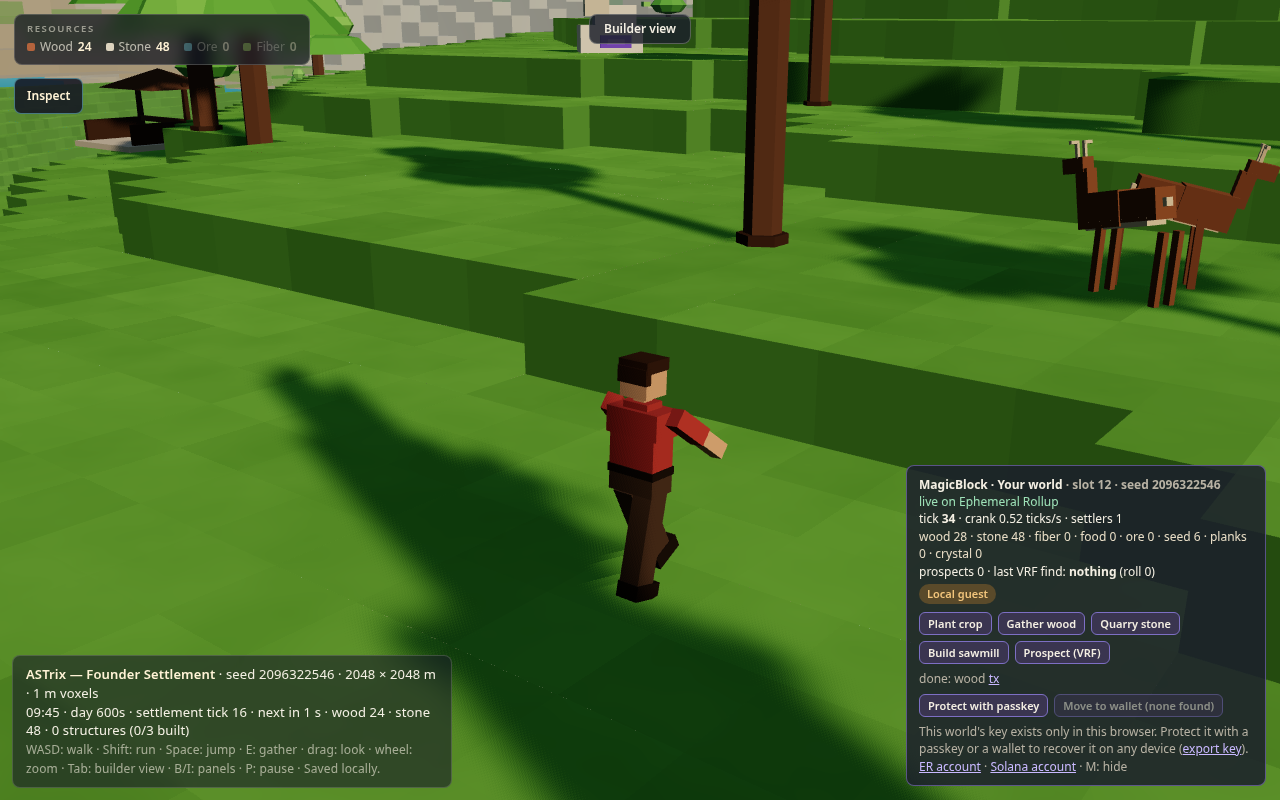 RESOURCES
Wood 24 Stone 48 Ore 0 Fiber 0
Builder view
Inspect
MagicBlock · Your world · slot 12 · seed 2096322546
live on Ephemeral Rollup
tick 34 · crank 0.52 ticks/s · settlers 1
wood 28 · stone 48 · fiber 0 · food 0 · ore 0 · seed 6 · planks
0 · crystal 0
prospects 0 · last VRF find: nothing (roll 0)
Local guest
Plant crop Gather wood Quarry stone
Build sawmill Prospect (VRF)
done: wood tx
Protect with passkey Move to wallet (none found)
This world's key exists only in this browser. Protect it with a
passkey or a wallet to recover it on any device (export key).
ER account · Solana account · M: hide
ASTrix — Founder Settlement · seed 2096322546 · 2048 × 2048 m
· 1 m voxels
09:45 · day 600s · settlement tick 16 · next in 1 s · wood 24 · stone
48 · 0 structures (0/3 built)
WASD: walk · Shift: run · Space: jump · E: gather · drag: look · wheel:
zoom · Tab: builder view · B/I: panels · P: pause · Saved locally.